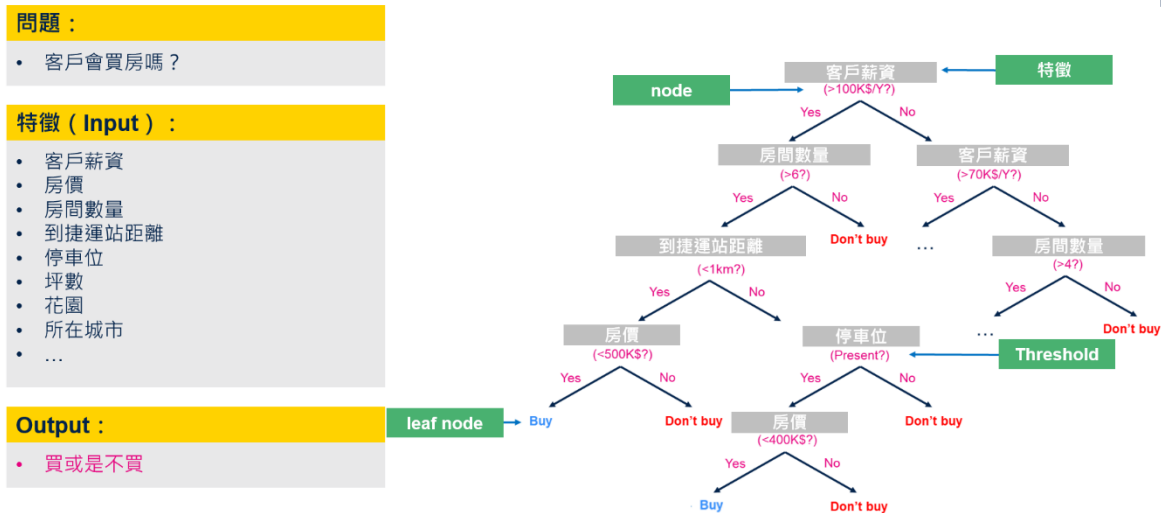 問題：
• 客戶會買房嗎？
特徵（Input）：
• 客戶薪資
• 房價
• 房間數量
• 到捷運站距離
• 停車位
• 坪數
• 花園
• 所在城市
• …
Output：
• 買或是不買
客戶薪資
特徵
node
(>100K$/Y?)
Yes
No
房間數量
客戶薪資
(>6?)
(>70K$/Y?)
Yes
No
Yes
No
到捷運站距離
Don't buy
…
房間數量
(<1km?)
(>4?)
Yes
No
Yes
No
房價
停車位
…
Don't buy
(<500K$?)
(Present?)
Threshold
Yes
No
Yes
No
leaf node
Buy
Don't buy
房價
Don't buy
(<400K$?)
Yes
No
Buy
Don't buy